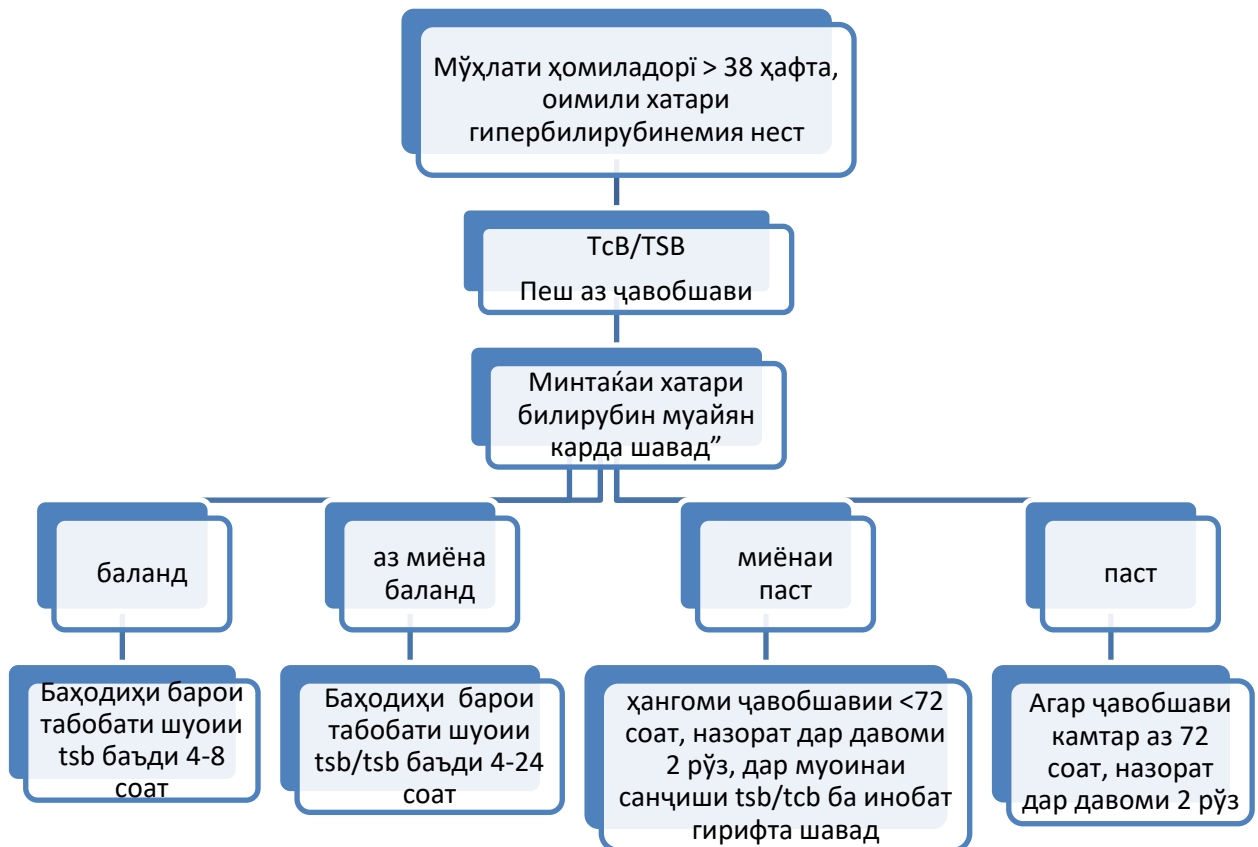 Мўҳлати ҳомиладорї > 38 ҳафта,
оимили хатари
гипербилирубинемия нест
TcB/TSB
Пеш аз ҷавобшави
Минтаќаи хатари
билирубин муайян
карда шавад”
баланд
аз миёна
баланд
миёнаи
паст
паст
Баҳодиҳи барои
табобати шуоии
tsb баъди 4-8
соат
Баҳодиҳи барои
табобати шуоии
tsb/tsb баъди 4-24
соат
ҳангоми ҷавобшавии <72
соат, назорат дар давоми
2 рўз, дар муоинаи
санҷиши tsb/tcb ба инобат
гирифта шавад
Агар ҷавобшави
камтар аз 72
соат, назорат
дар давоми 2 рўз